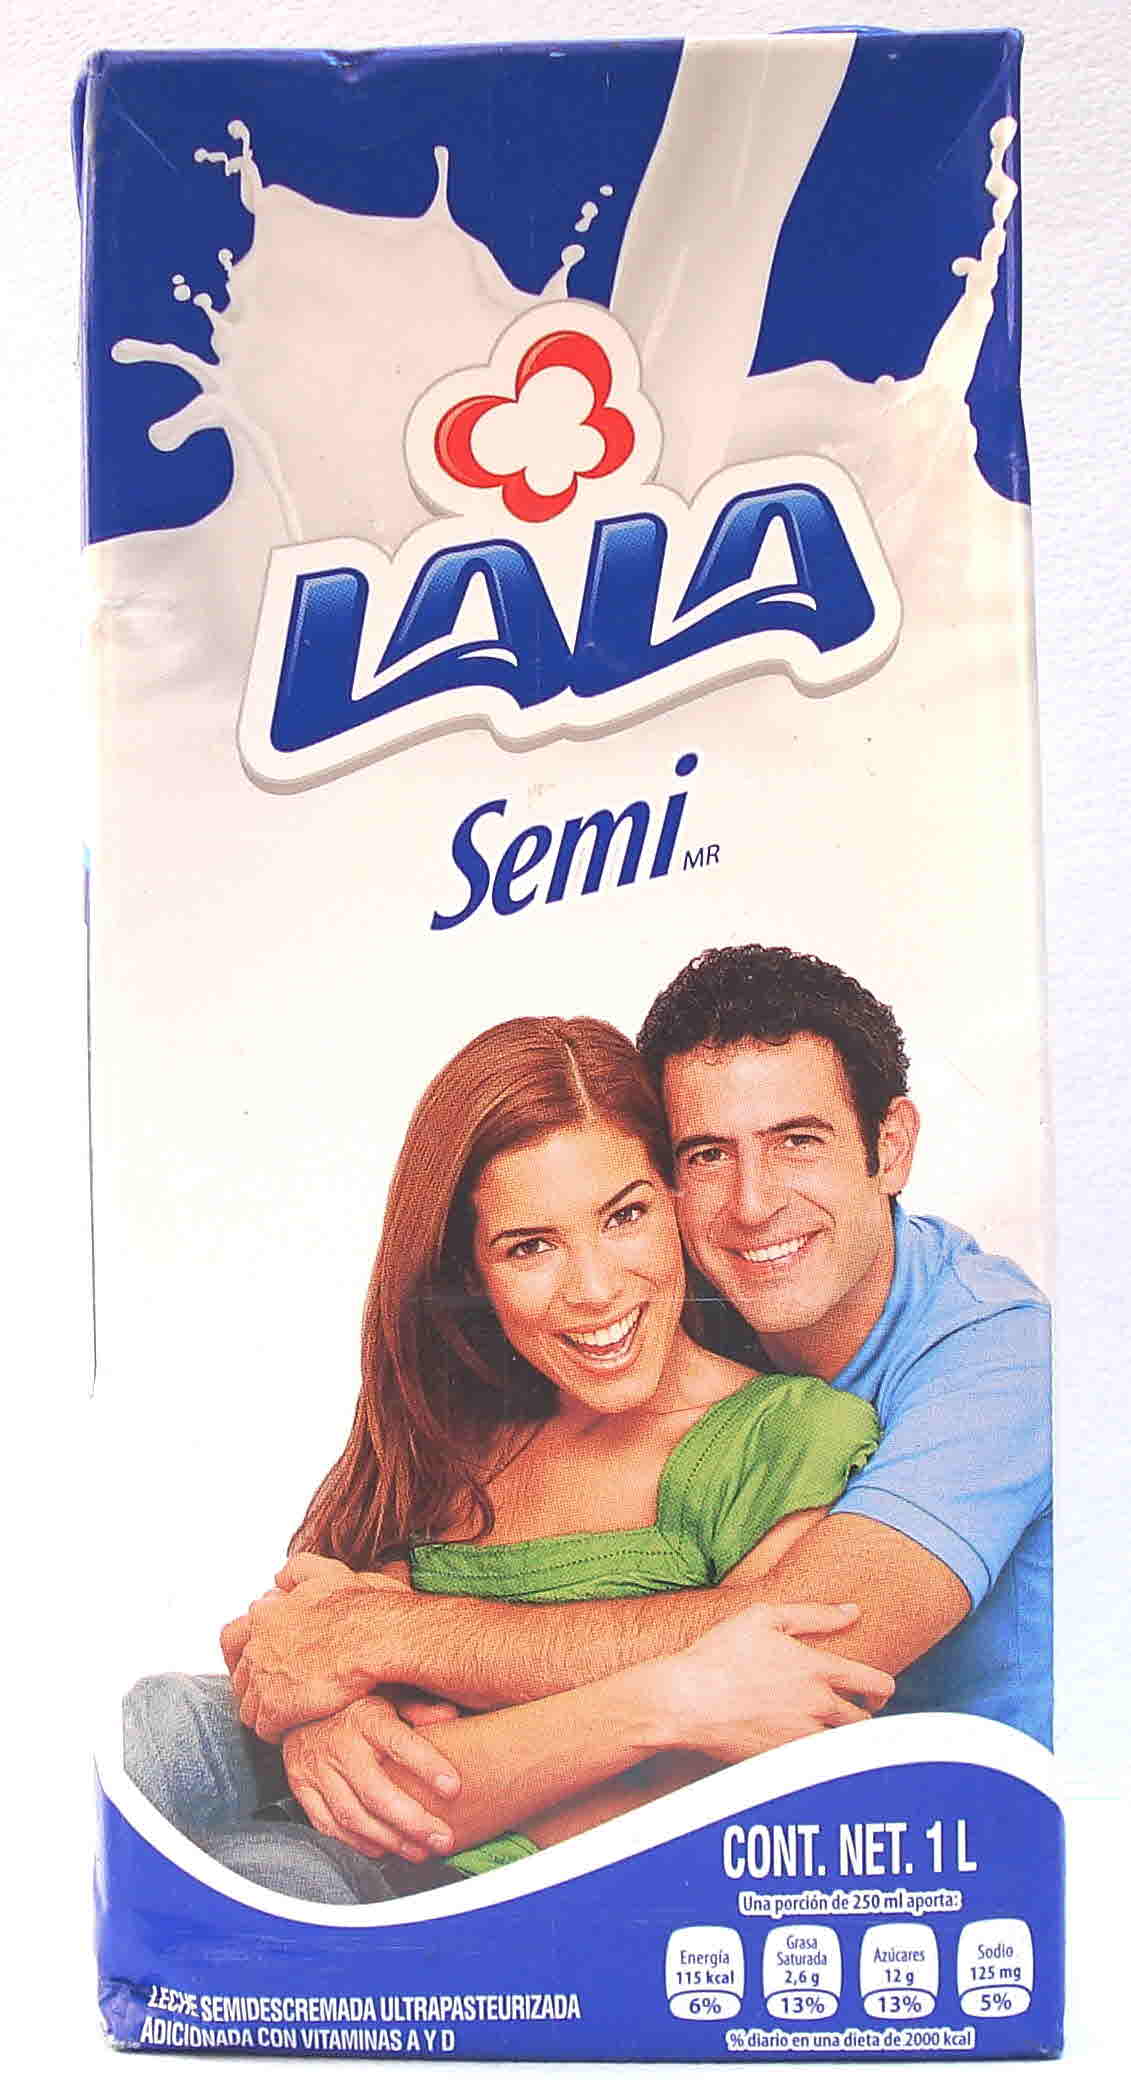 LALA
Semi MR
CONT. NET. 1 L
Una porción de 250 ml aporta:
Energía
115 kcal
6%
Grasa
Saturada
2,6 g
13%
Azúcares
12 g
13%
Sodio
125 mg
5%
% diario en una dieta de 2000 kcal
LECHE SEMIDESCREMADA ULTRAPASTEURIZADA
ADICIONADA CON VITAMINAS A Y D